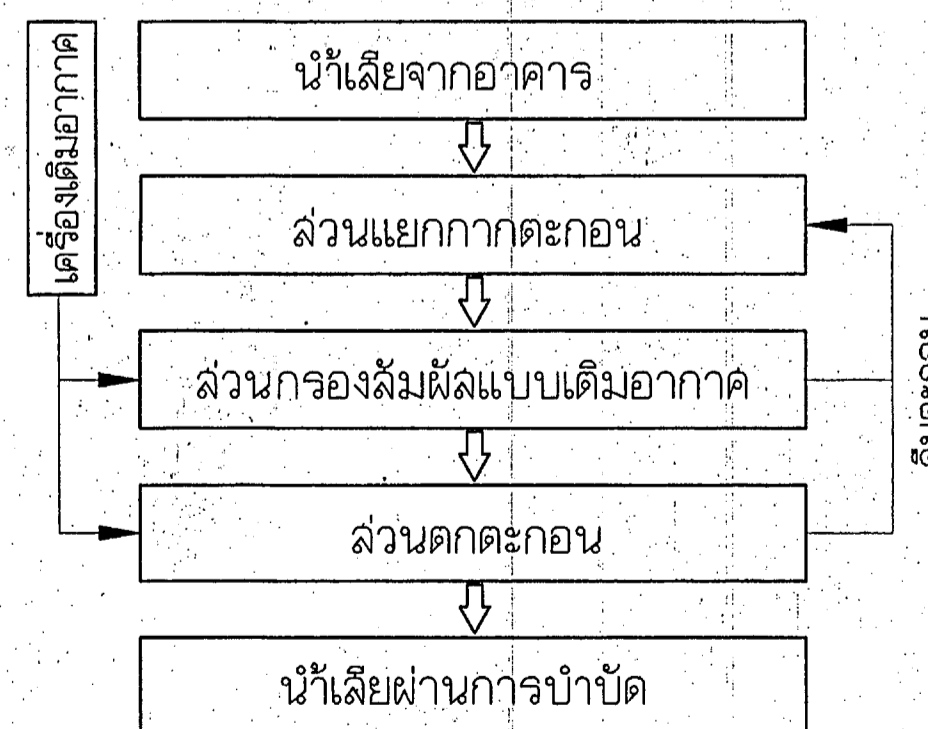 เครื่องเติมอากาศ
น้ำเสียจากอาคาร
ส่วนแยกกากตะกอน
ส่วนกรองสัมผัสแบบเติมอากาศ
ส่วนตกตะกอน
น้ำเสียผ่านการบำบัด